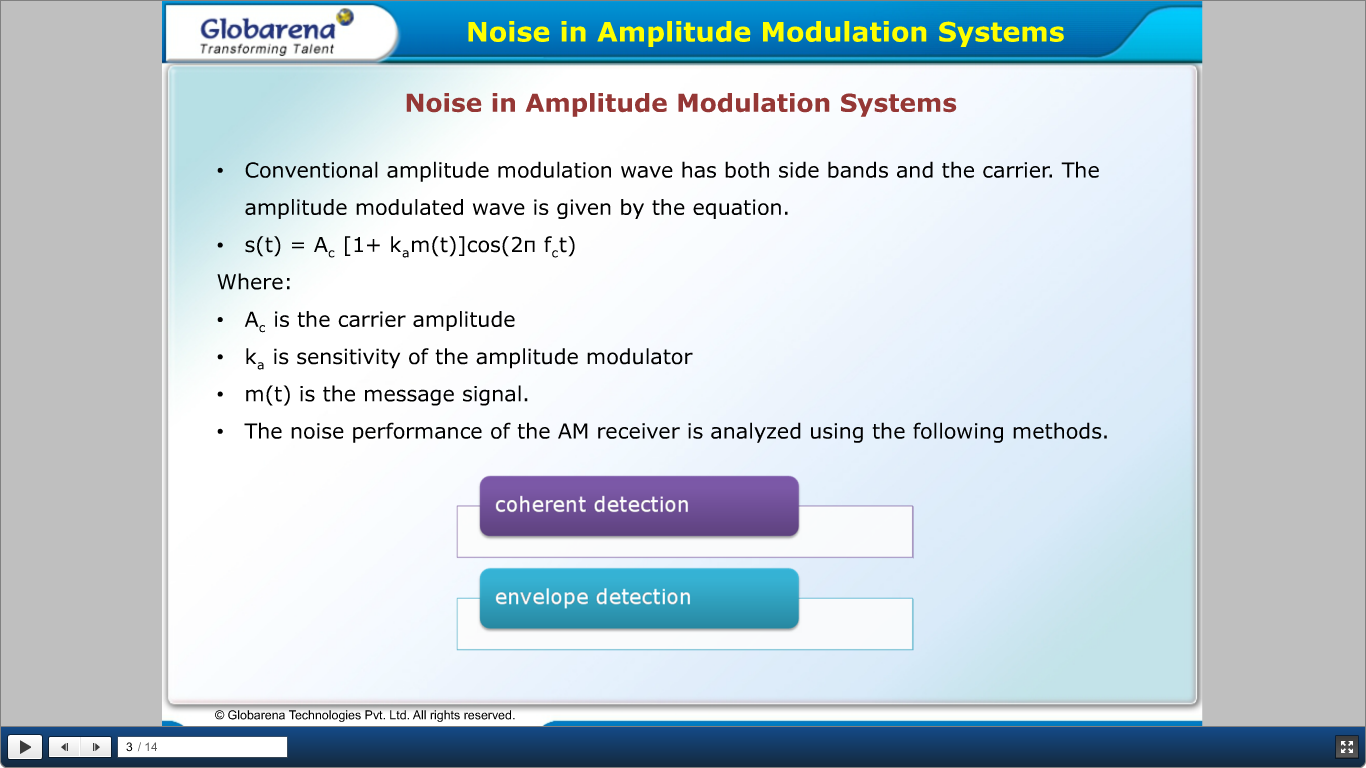 Globarena
Transforming Talent
Noise in Amplitude Modulation Systems
Noise in Amplitude Modulation Systems
• Conventional amplitude modulation wave has both side bands and the carrier. The
amplitude modulated wave is given by the equation.
• s(t) = Ac [1+ kam(t)]cos(2п fct)
Where:
• Ac is the carrier amplitude
• ka is sensitivity of the amplitude modulator
• m(t) is the message signal.
• The noise performance of the AM receiver is analyzed using the following methods.
coherent detection
envelope detection
© Globarena Technologies Pvt. Ltd. All rights reserved.
3 / 14